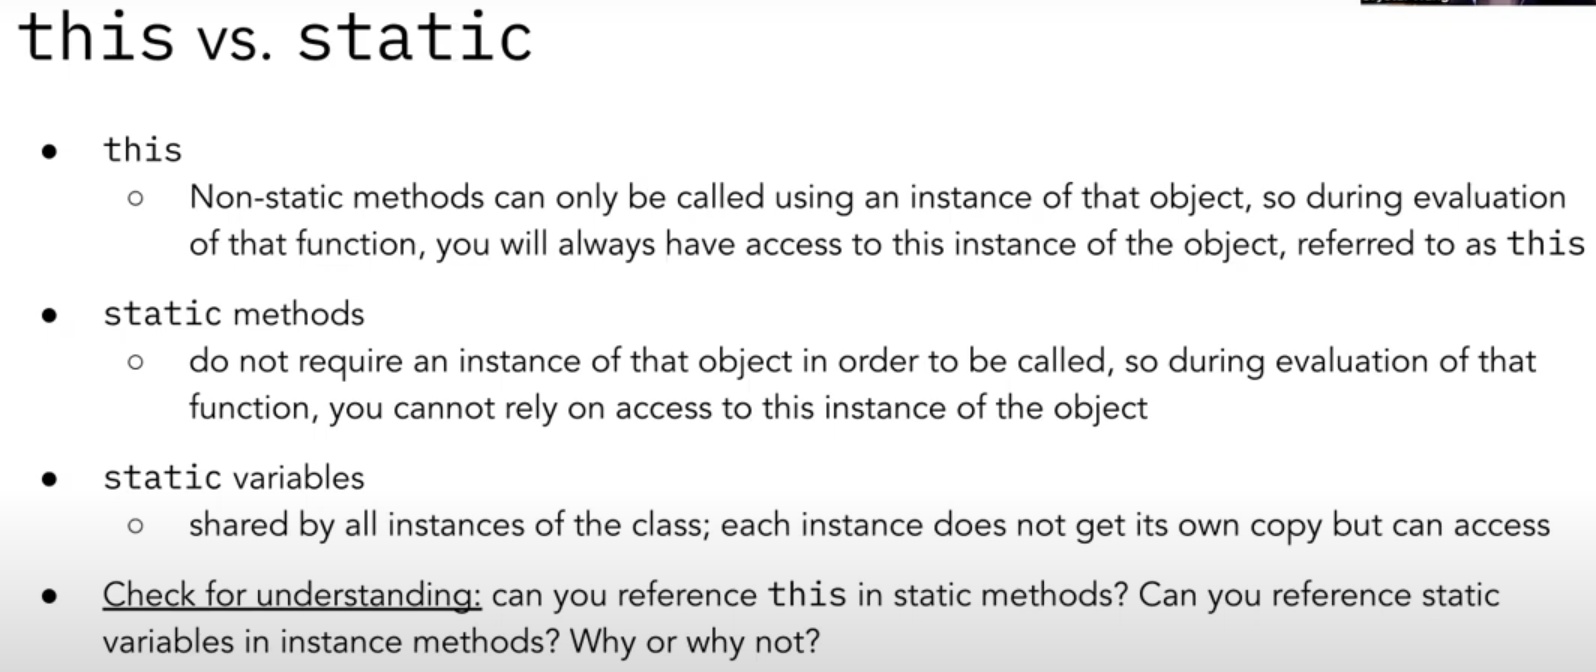 this vs. static
● this
○ Non-static methods can only be called using an instance of that object, so during evaluation
of that function, you will always have access to this instance of the object, referred to as this
● static methods
○ do not require an instance of that object in order to be called, so during evaluation of that
function, you cannot rely on access to this instance of the object
● static variables
○ shared by all instances of the class; each instance does not get its own copy but can access
● Check for understanding: can you reference this in static methods? Can you reference static
variables in instance methods? Why or why not?